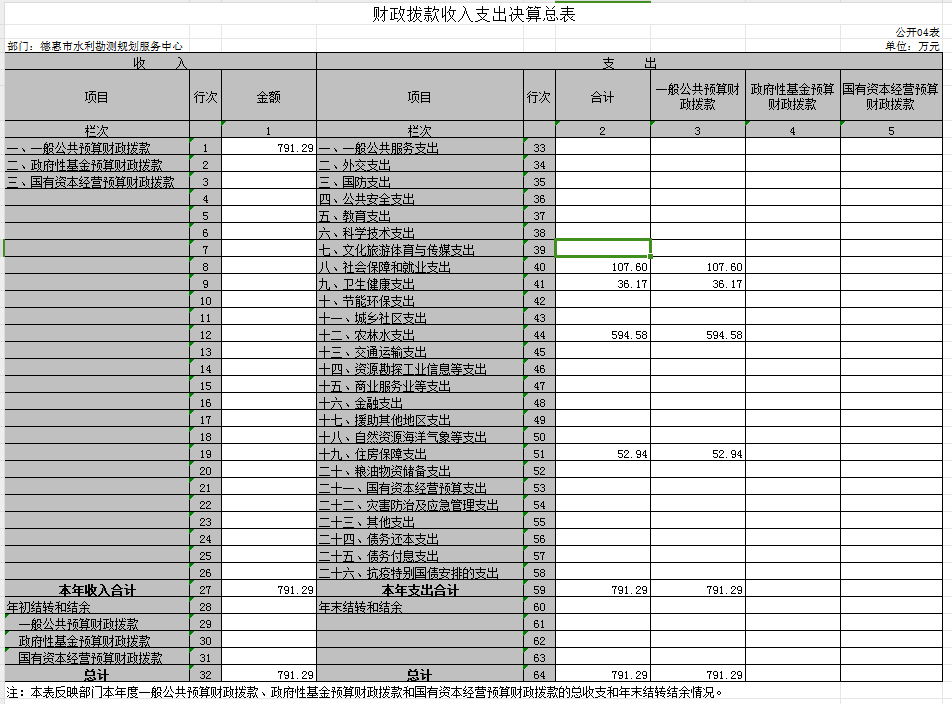 财政拨款收入支出决算总表
公开04表
部门：德惠市水利勘测规划服务中心 单位：万元
收 入 支 出
项目 行次 金额 项目 行次 合计 一般公共预算财政拨款 政府性基金预算财政拨款 国有资本经营预算财政拨款
栏次 1 栏次 2 3 4 5
一、一般公共预算财政拨款 1 791.29 一、一般公共服务支出 33
二、政府性基金预算财政拨款 2 二、外交支出 34
三、国有资本经营预算财政拨款 3 三、国防支出 35
4 四、公共安全支出 36
5 五、教育支出 37
6 六、科学技术支出 38
7 七、文化旅游体育与传媒支出 39
8 八、社会保障和就业支出 40 107.60 107.60
9 九、卫生健康支出 41 36.17 36.17
10 十、节能环保支出 42
11 十一、城乡社区支出 43
12 十二、农林水支出 44 594.58 594.58
13 十三、交通运输支出 45
14 十四、资源勘探工业信息等支出 46
15 十五、商业服务业等支出 47
16 十六、金融支出 48
17 十七、援助其他地区支出 49
18 十八、自然资源海洋气象等支出 50
19 十九、住房保障支出 51 52.94 52.94
20 二十、粮油物资储备支出 52
21 二十一、国有资本经营预算支出 53
22 二十二、灾害防治及应急管理支出 54
23 二十三、其他支出 55
24 二十四、债务还本支出 56
25 二十五、债务付息支出 57
26 二十六、抗疫特别国债安排的支出 58
本年收入合计 27 791.29 本年支出合计 59 791.29 791.29
年初结转和结余 28 年末结转和结余 60
一般公共预算财政拨款 29 61
政府性基金预算财政拨款 30 62
国有资本经营预算财政拨款 31 63
总计 32 791.29 总计 64 791.29 791.29
注：本表反映部门本年度一般公共预算财政拨款、政府性基金预算财政拨款和国有资本经营预算财政拨款的总收支和年末结转结余情况。